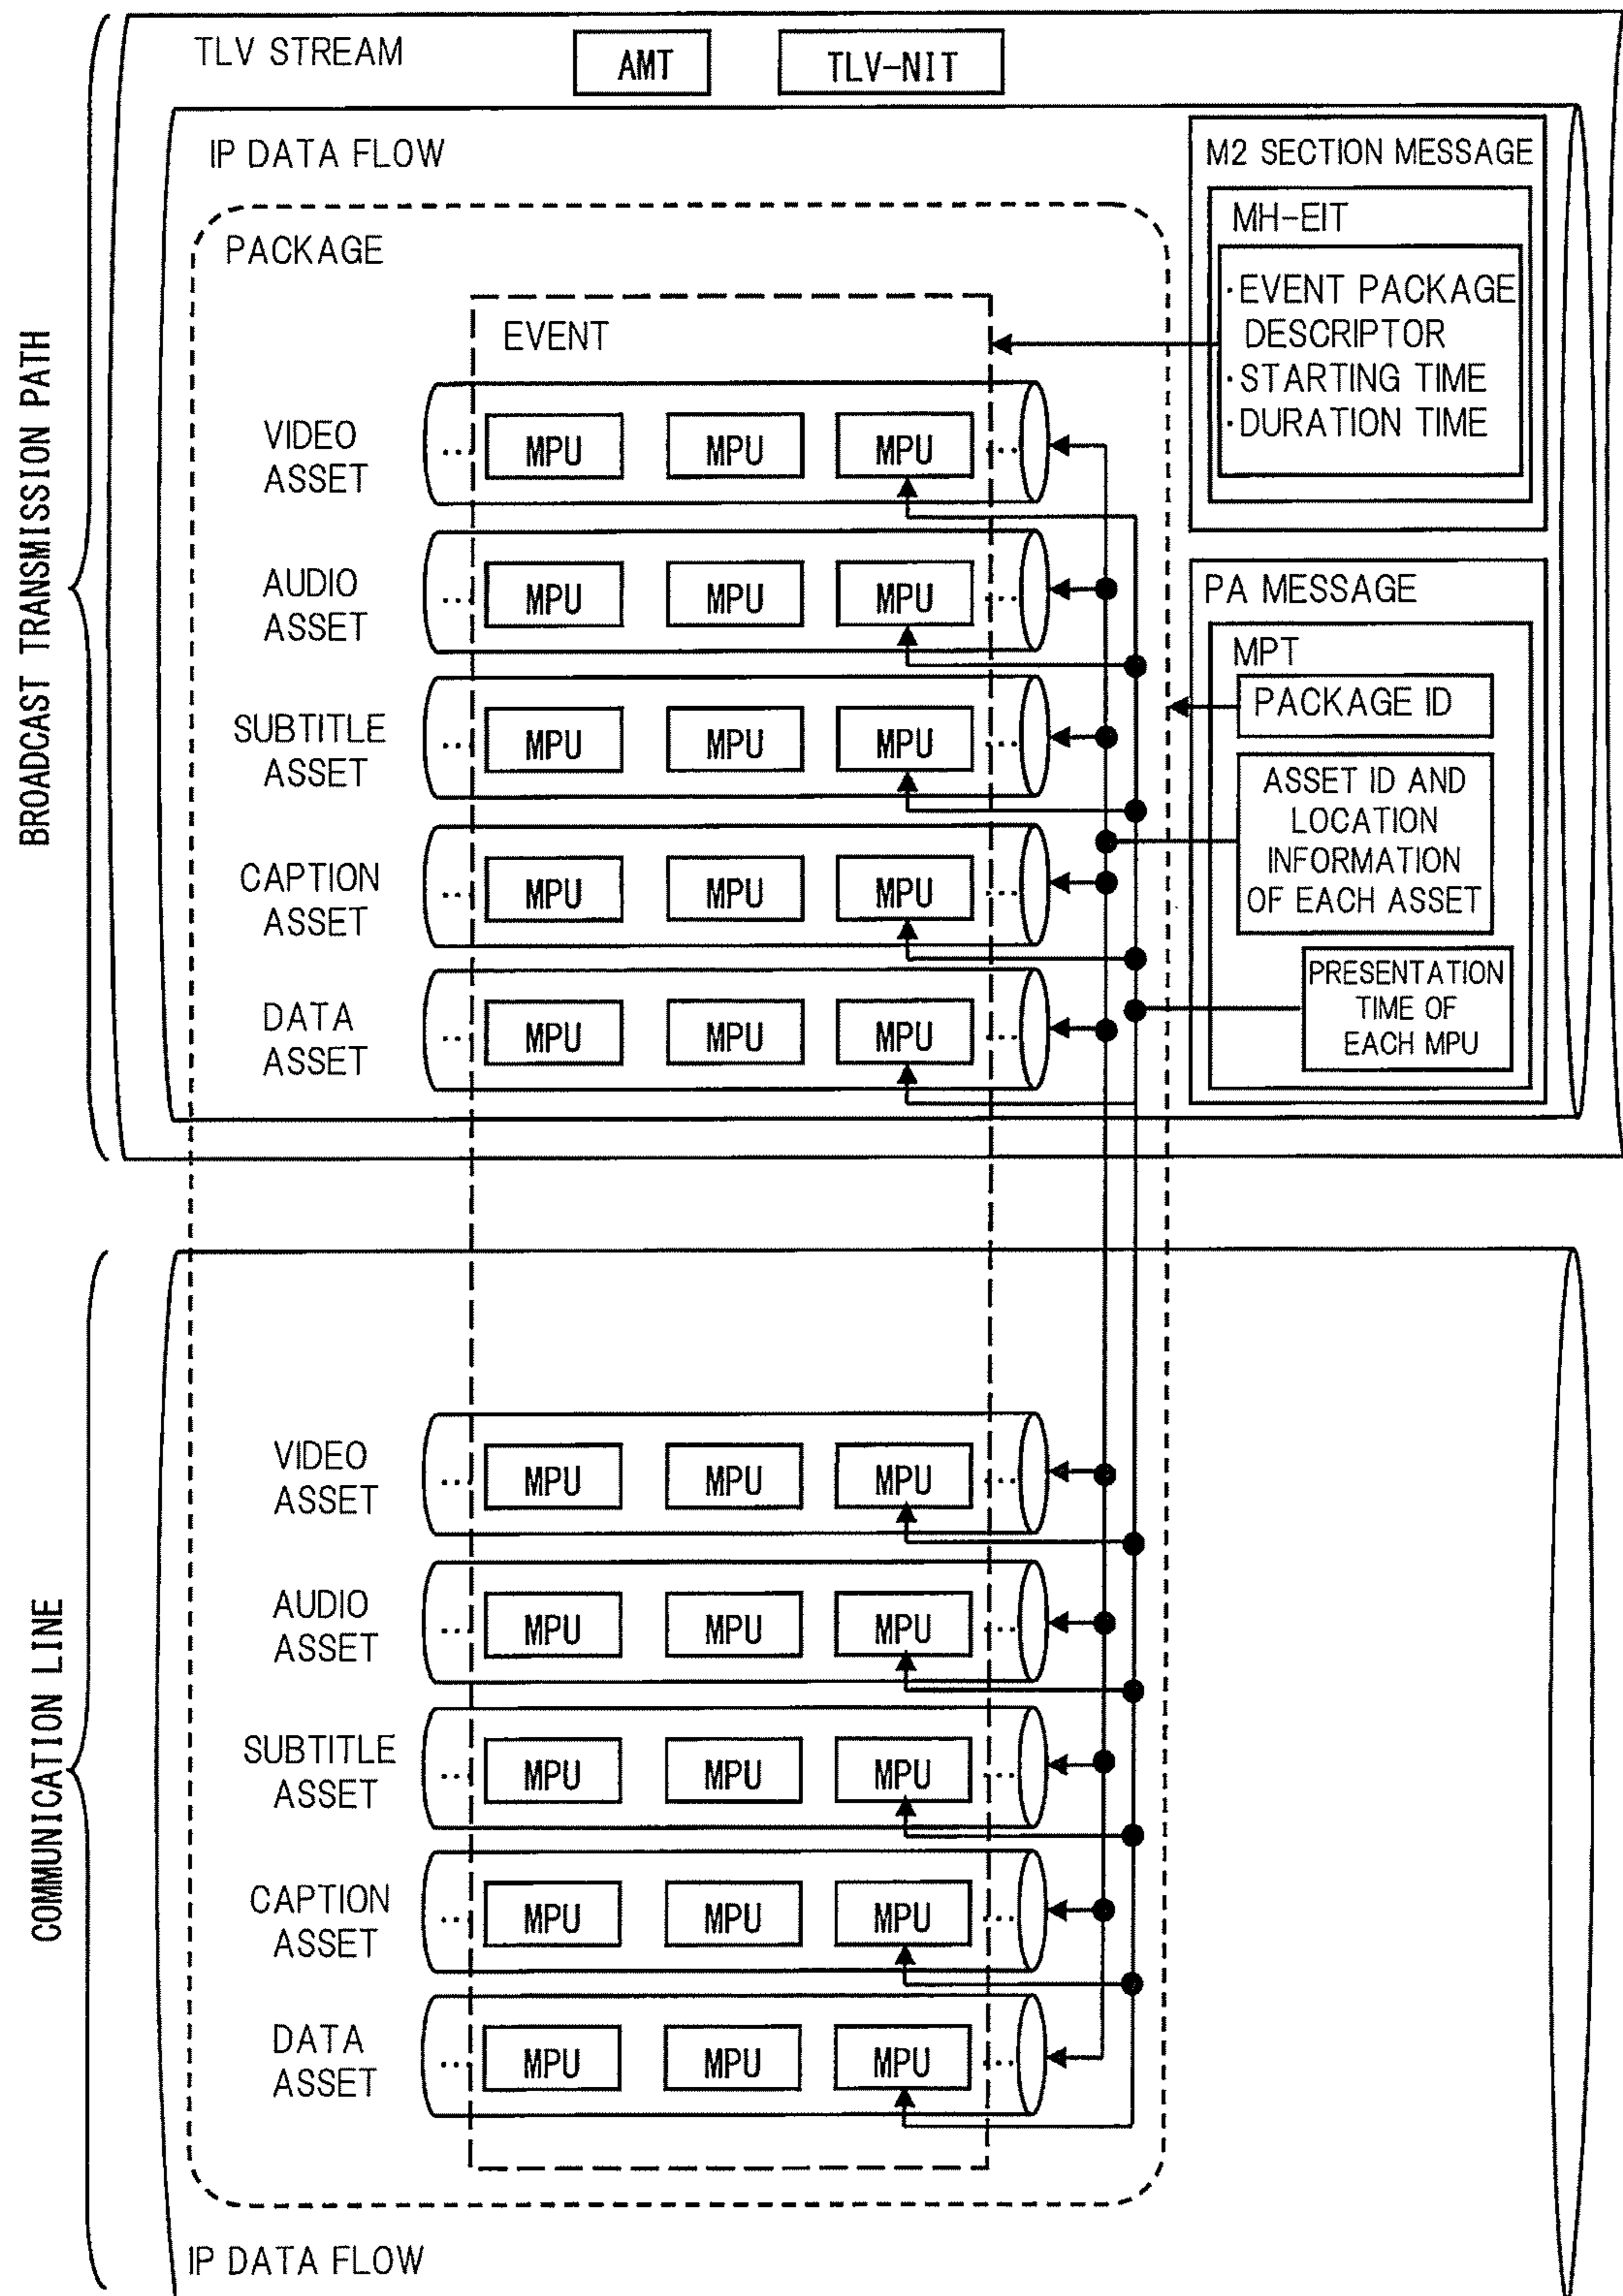 BROADCAST TRANSMISSION PATH
TLV STREAM
AMT
TLV-NIT
IP DATA FLOW
PACKAGE
EVENT
VIDEO
ASSET
... MPU MPU MPU ...
AUDIO
ASSET
... MPU MPU MPU ...
SUBTITLE
ASSET
... MPU MPU MPU ...
CAPTION
ASSET
... MPU MPU MPU ...
DATA
ASSET
... MPU MPU MPU ...
M2 SECTION MESSAGE
MH-EIT
·EVENT PACKAGE
DESCRIPTOR
·STARTING TIME
·DURATION TIME
PA MESSAGE
MPT
PACKAGE ID
ASSET ID AND
LOCATION
INFORMATION
OF EACH ASSET
PRESENTATION
TIME OF
EACH MPU
COMMUNICATION LINE
VIDEO
ASSET
... MPU MPU MPU ...
AUDIO
ASSET
... MPU MPU MPU ...
SUBTITLE
ASSET
... MPU MPU MPU ...
CAPTION
ASSET
... MPU MPU MPU ...
DATA
ASSET
... MPU MPU MPU ...
IP DATA FLOW